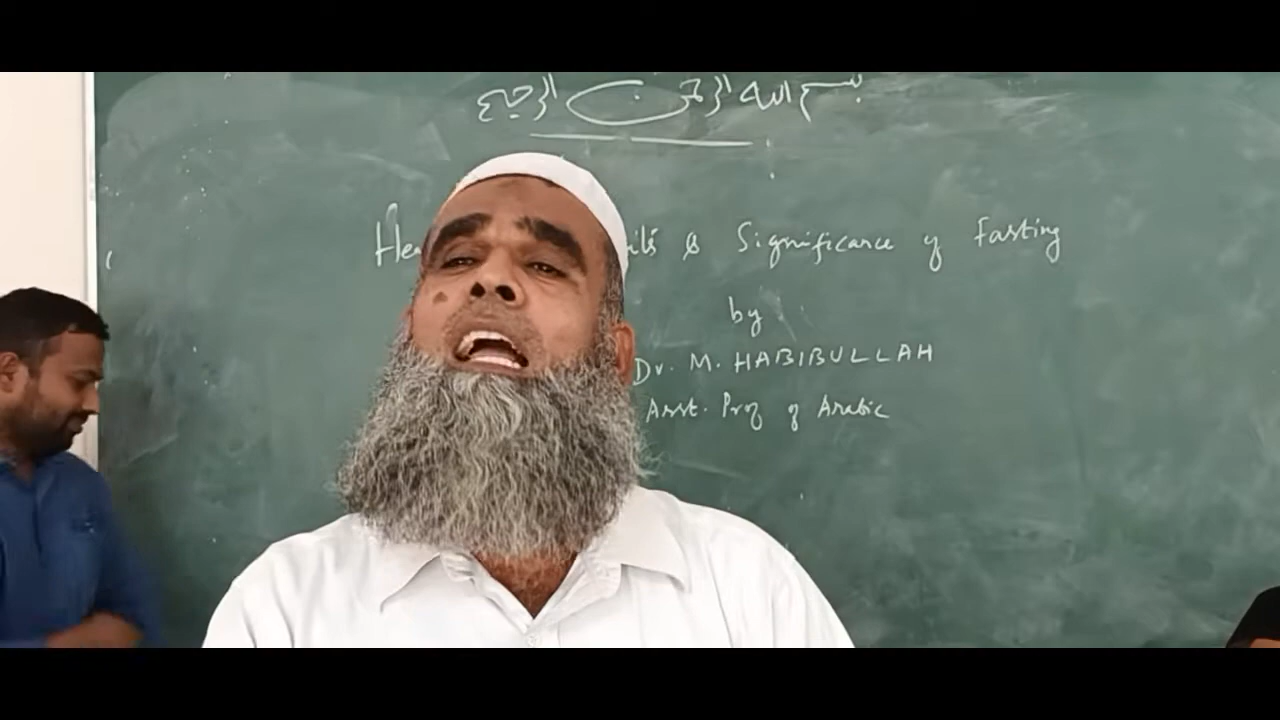 بسم الله الرحمن الرحيم
& Significance of Fasting
by
Dr. M. HABIBULLAH
Asst. Prof of Arabic